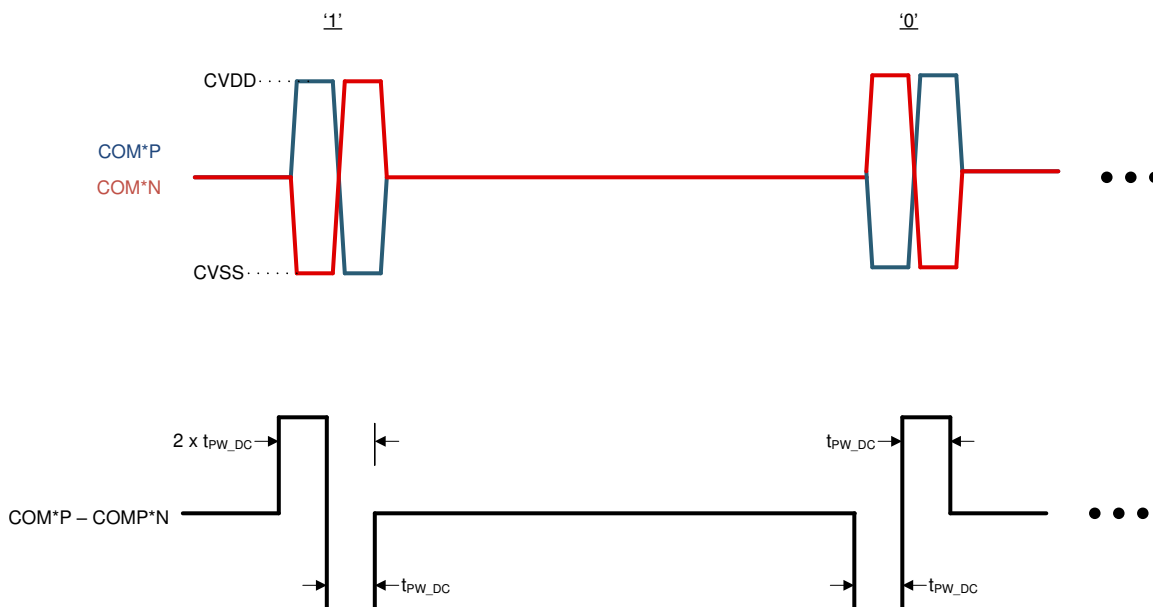 '1'
'0'
CVDD
COM*P
COM*N
CVSS
2 x tPW_DC
tPW_DC
COM*P – COMP*N
tPW_DC
tPW_DC